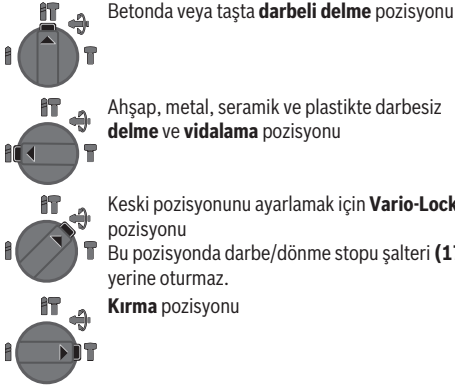 Betonda veya taşta darbeli delme pozisyonu
Ahşap, metal, seramik ve plastikte darbesiz
delme ve vidalama pozisyonu
Keski pozisyonunu ayarlamak için Vario-Lock
pozisyonu
Bu pozisyonda darbe/dönme stopu şalteri
yerine oturmaz.
Kırma pozisyonu